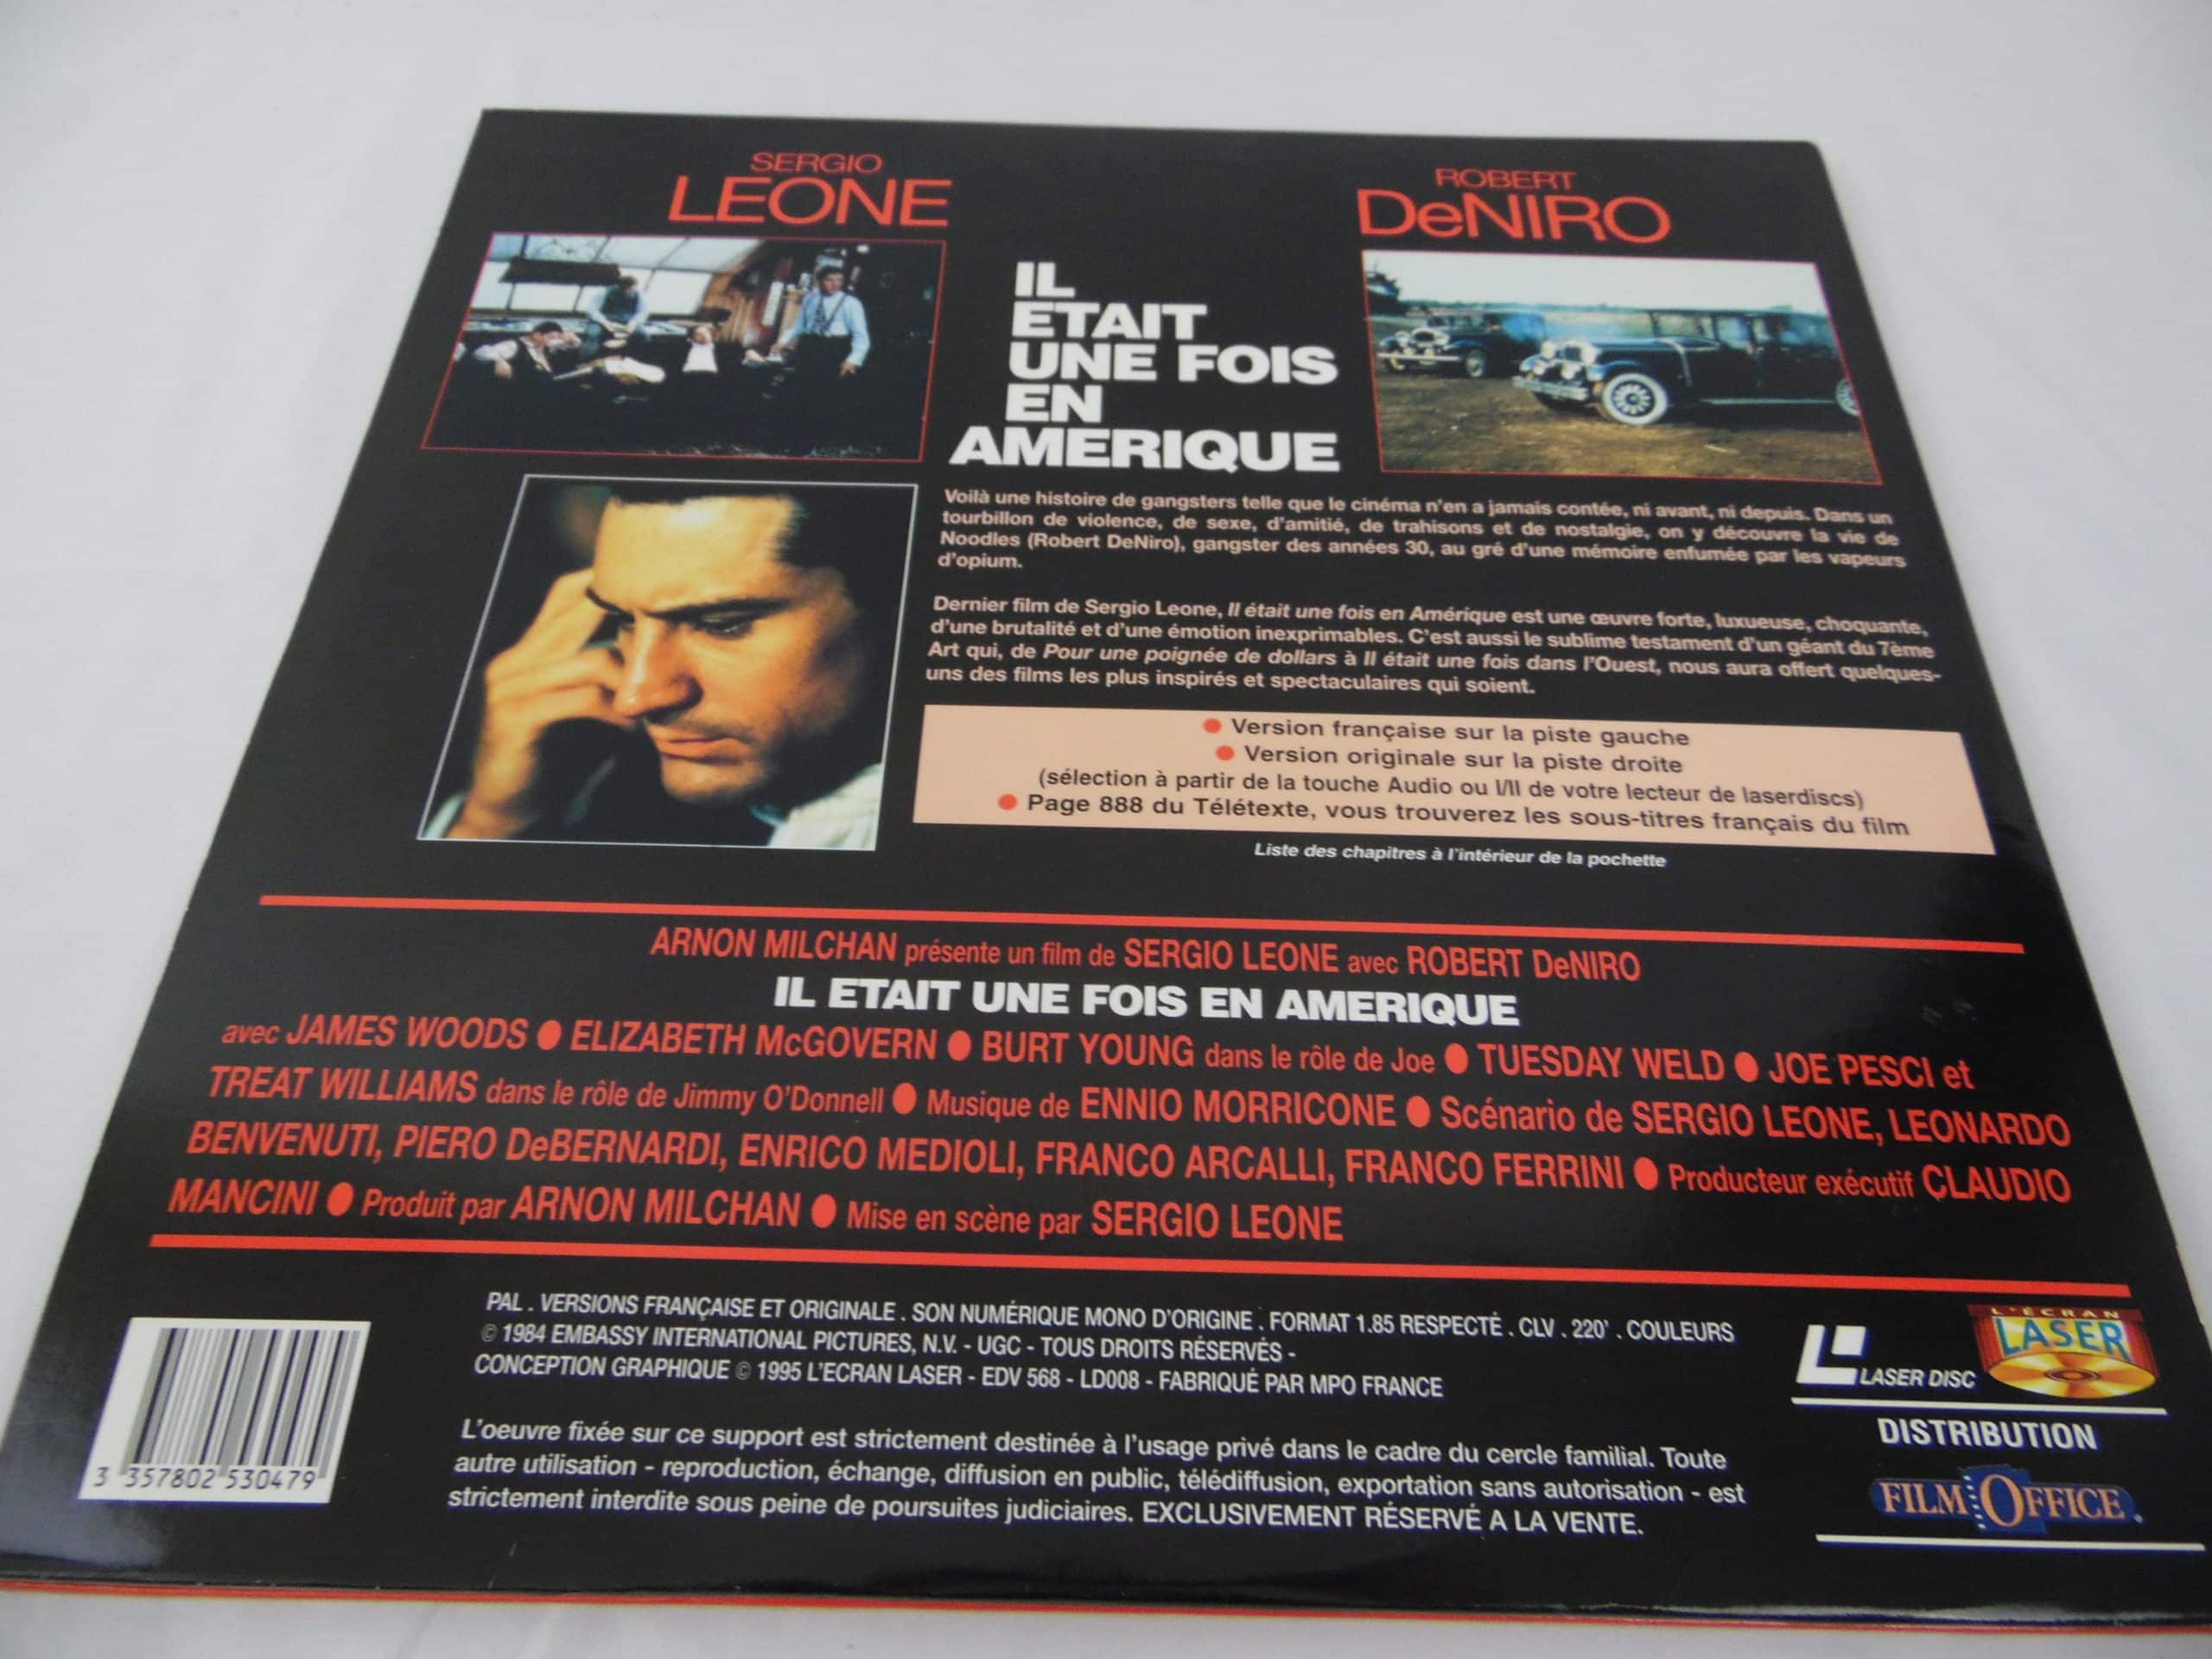 SERGIO
LEONE
ROBERT
DeNIRO
IL
ETAIT
UNE FOIS
EN
AMERIQUE
Voilà une histoire de gangsters telle que le cinéma n'en a jamais contée, ni avant, ni depuis. Dans un
tourbillon de violence, de sexe, d'amitié, de trahisons et de nostalgie, on y découvre la vie de
Noodles (Robert DeNiro), gangster des années 30, au gré d'une mémoire enfumée par les vapeurs
d'opium.
Dernier film de Sergio Leone, Il était une fois en Amérique est une œuvre forte, luxueuse, choquante,
d'une brutalité et d'une émotion inexprimables. C'est aussi le sublime testament d'un géant du 7ème
Art qui, de Pour une poignée de dollars à Il était une fois dans l'Ouest, nous aura offert quelques-
uns des films les plus inspirés et spectaculaires qui soient.
● Version française sur la piste gauche
● Version originale sur la piste droite
(sélection à partir de la touche Audio ou I/II de votre lecteur de laserdiscs)
● Page 888 du Télétexte, vous trouverez les sous-titres français du film
Liste des chapitres à l'intérieur de la pochette
ARNON MILCHAN présente un film de SERGIO LEONE avec ROBERT DeNIRO
IL ETAIT UNE FOIS EN AMERIQUE
avec JAMES WOODS ● ELIZABETH McGOVERN ● BURT YOUNG dans le rôle de Joe ● TUESDAY WELD ● JOE PESCI et
TREAT WILLIAMS dans le rôle de Jimmy O'Donnell ● Musique de ENNIO MORRICONE ● Scénario de SERGIO LEONE, LEONARDO
BENVENUTI, PIERO DeBERNARDI, ENRICO MEDIOLI, FRANCO ARCALLI, FRANCO FERRINI ● Producteur exécutif CLAUDIO
MANCINI ● Produit par ARNON MILCHAN ● Mise en scène par SERGIO LEONE
PAL . VERSIONS FRANÇAISE ET ORIGINALE . SON NUMÉRIQUE MONO D'ORIGINE . FORMAT 1.85 RESPECTÉ . CLV . 220' . COULEURS
© 1984 EMBASSY INTERNATIONAL PICTURES, N.V. - UGC - TOUS DROITS RÉSERVÉS -
CONCEPTION GRAPHIQUE © 1995 L'ECRAN LASER - EDV 568 - LD008 - FABRIQUÉ PAR MPO FRANCE
L'oeuvre fixée sur ce support est strictement destinée à l'usage privé dans le cadre du cercle familial. Toute
autre utilisation - reproduction, échange, diffusion en public, télédiffusion, exportation sans autorisation - est
strictement interdite sous peine de poursuites judiciaires. EXCLUSIVEMENT RÉSERVÉ A LA VENTE.
3 357802 530479
LASER DISC
L'ÉCRAN
LASER
DISTRIBUTION
FILM OFFICE